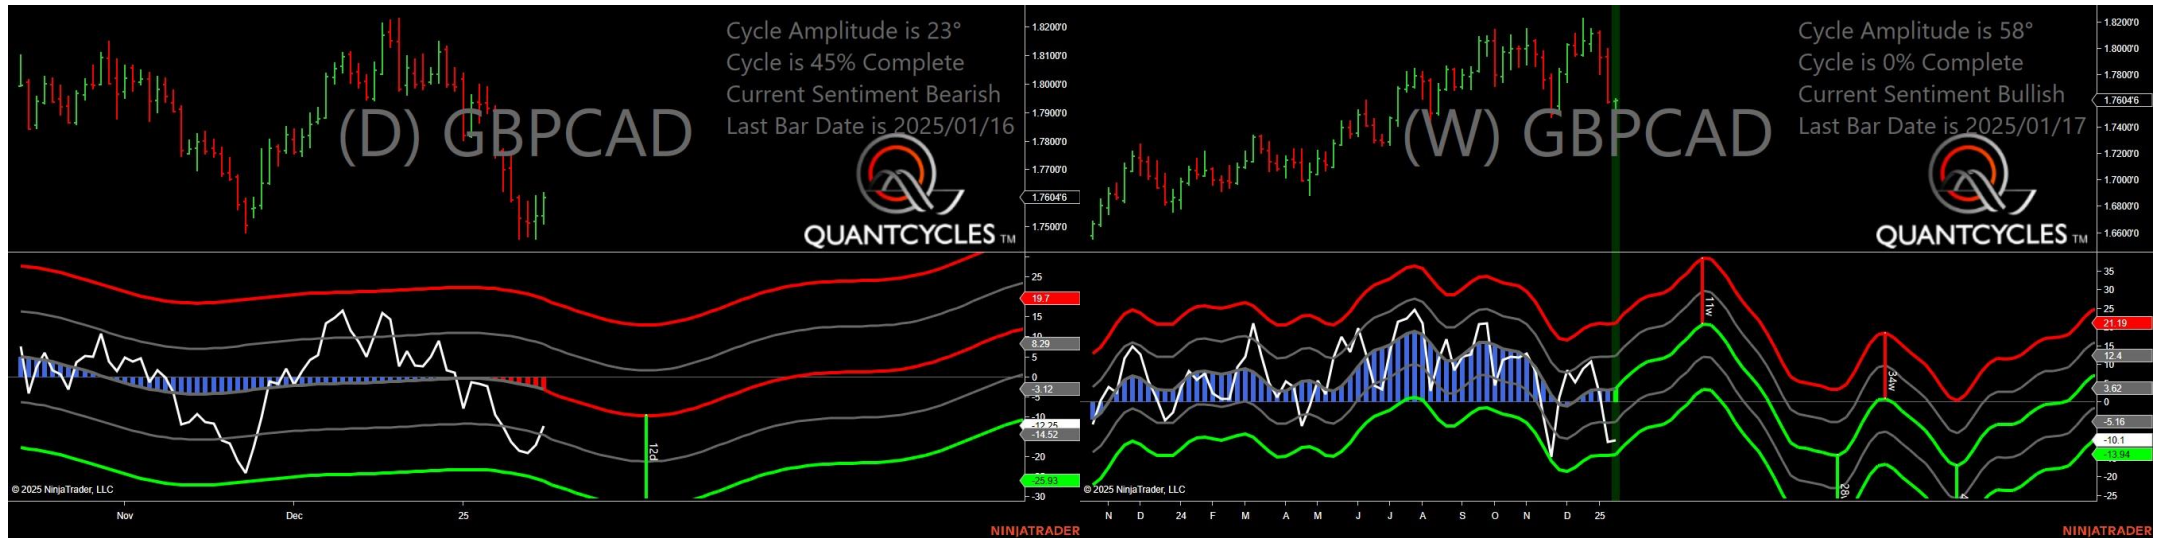 Cycle Amplitude is 23°
Cycle is 45% Complete
Current Sentiment Bearish
Last Bar Date is 2025/01/16
(D) GBPCAD
QUANTCYCLES TM
1.8200'0
1.8100'0
1.8000'0
1.7900'0
1.7800'0
1.7700'0
1.7604'6
1.7500'0
25
19.7
15
10
8.29
5
0
-3.12
-5
-10
-12.25
-14.52
-20
-25.93
-30
12d
© 2025 NinjaTrader, LLC
Nov
Dec
25
NINJATRADER
Cycle Amplitude is 58°
Cycle is 0% Complete
Current Sentiment Bullish
Last Bar Date is 2025/01/17
(W) GBPCAD
QUANTCYCLES TM
1.8200'0
1.8000'0
1.7800'0
1.7604'6
1.7400'0
1.7200'0
1.7000'0
1.6800'0
1.6600'0
35
30
25
21.19
15
12.4
10
3.62
0
-5.16
-10.1
-13.94
-20
-25
11w
34w
© 2025 NinjaTrader, LLC
N D 24 F M A M J J A S O N D 25
NINJATRADER